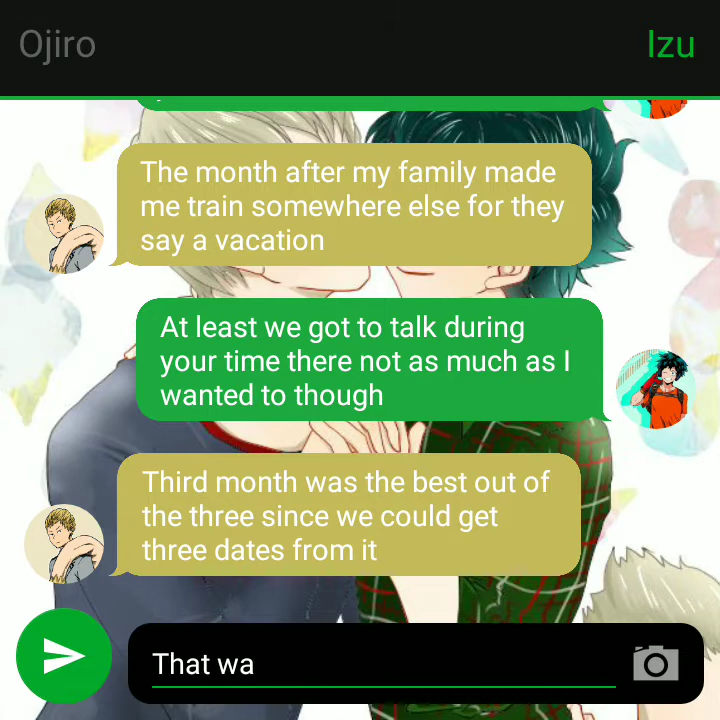 Ojiro
Izu
The month after my family made
me train somewhere else for they
say a vacation
At least we got to talk during
your time there not as much as I
wanted to though
Third month was the best out of
the three since we could get
three dates from it
That wa